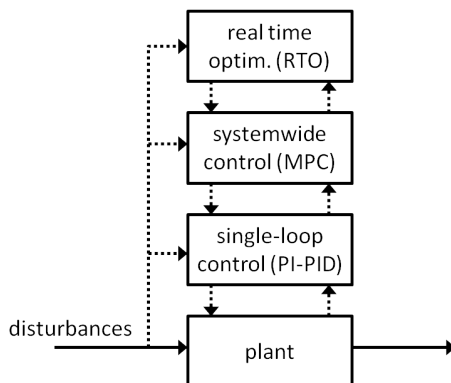 real time
optim. (RTO)
systemwide
control (MPC)
single-loop
control (PI-PID)
disturbances
plant